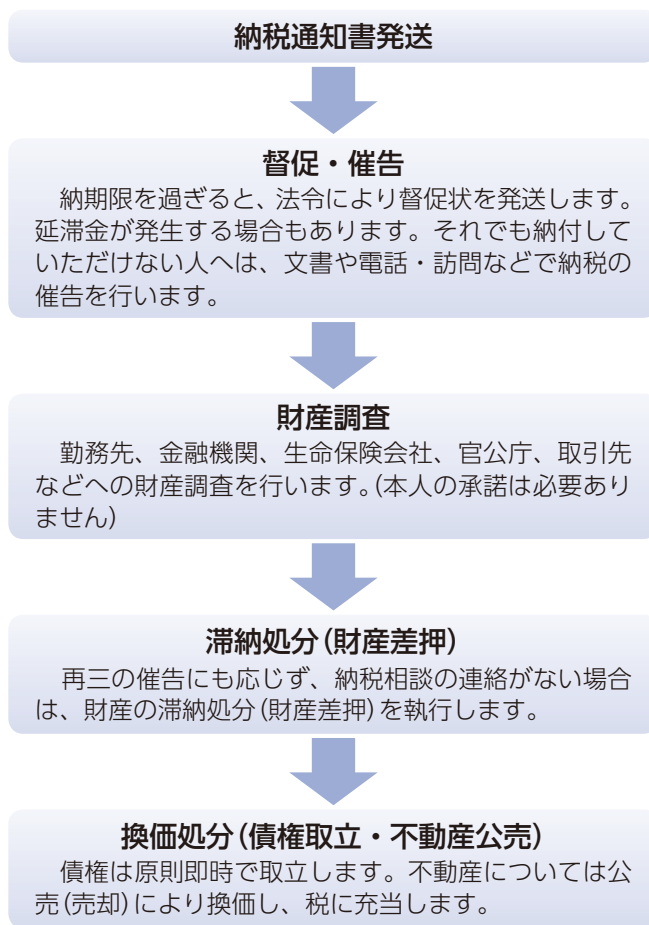 納税通知書発送
督促・催告
納期限を過ぎると、法令により督促状を発送します。
延滞金が発生する場合もあります。それでも納付して
いただけない人へは、文書や電話・訪問などで納税の
催告を行います。
財産調査
勤務先、金融機関、生命保険会社、官公庁、取引先
などへの財産調査を行います。(本人の承諾は必要あり
ません)
滞納処分(財産差押)
再三の催告にも応じず、納税相談の連絡がない場合
は、財産の滞納処分(財産差押)を執行します。
換価処分(債権取立・不動産公売)
債権は原則即時で取立します。不動産については公
売(売却)により換価し、税に充当します。